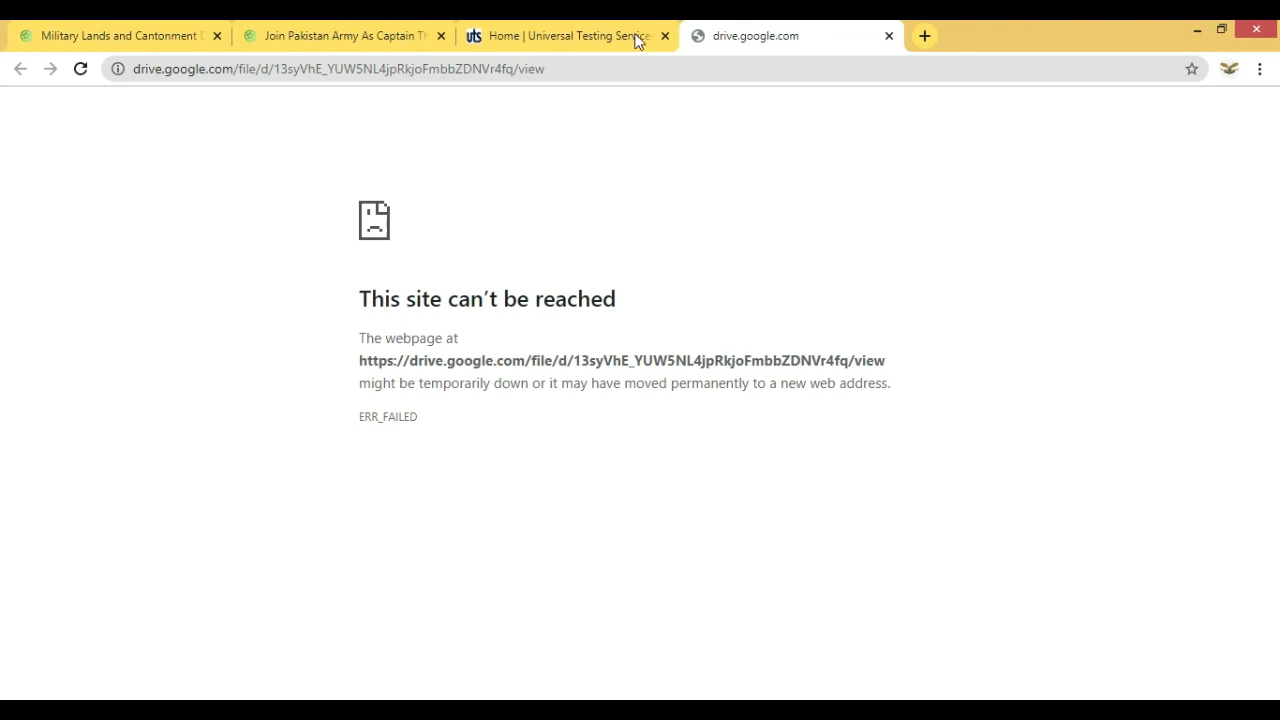 Military Lands and Cantonment
Join Pakistan Army As Captain Th
uts Home | Universal Testing Service
drive.google.com
drive.google.com/file/d/13syVhE_YUW5NL4jpRkjoFmbbZDNVr4fq/view
This site can't be reached
The webpage at
https://drive.google.com/file/d/13syVhE_YUW5NL4jpRkjoFmbbZDNVr4fq/view
might be temporarily down or it may have moved permanently to a new web address.
ERR_FAILED